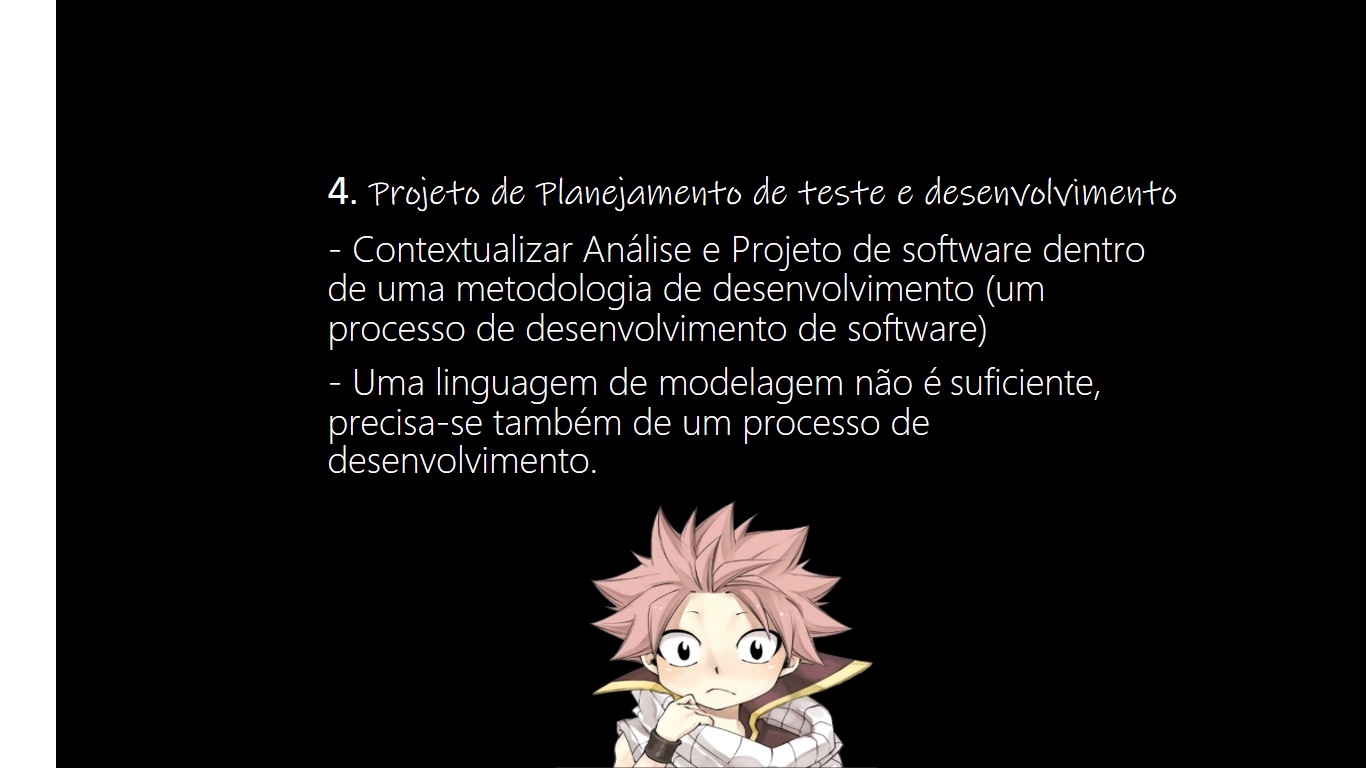 4. Projeto de Planejamento de teste e desenvolvimento
- Contextualizar Análise e Projeto de software dentro
de uma metodologia de desenvolvimento (um
processo de desenvolvimento de software)
- Uma linguagem de modelagem não é suficiente,
precisa-se também de um processo de
desenvolvimento.